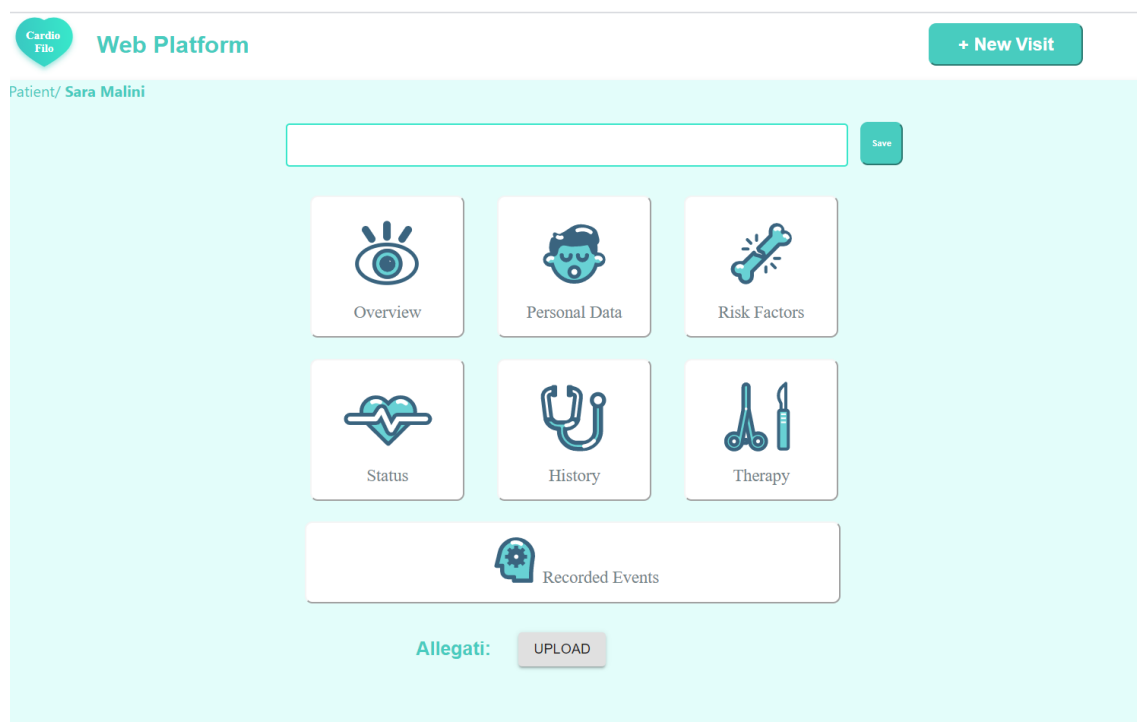 Cardio
Filo
Web Platform
+ New Visit
Patient/ Sara Malini
Save
Overview
Personal Data
Risk Factors
Status
History
Therapy
Recorded Events
Allegati:
UPLOAD